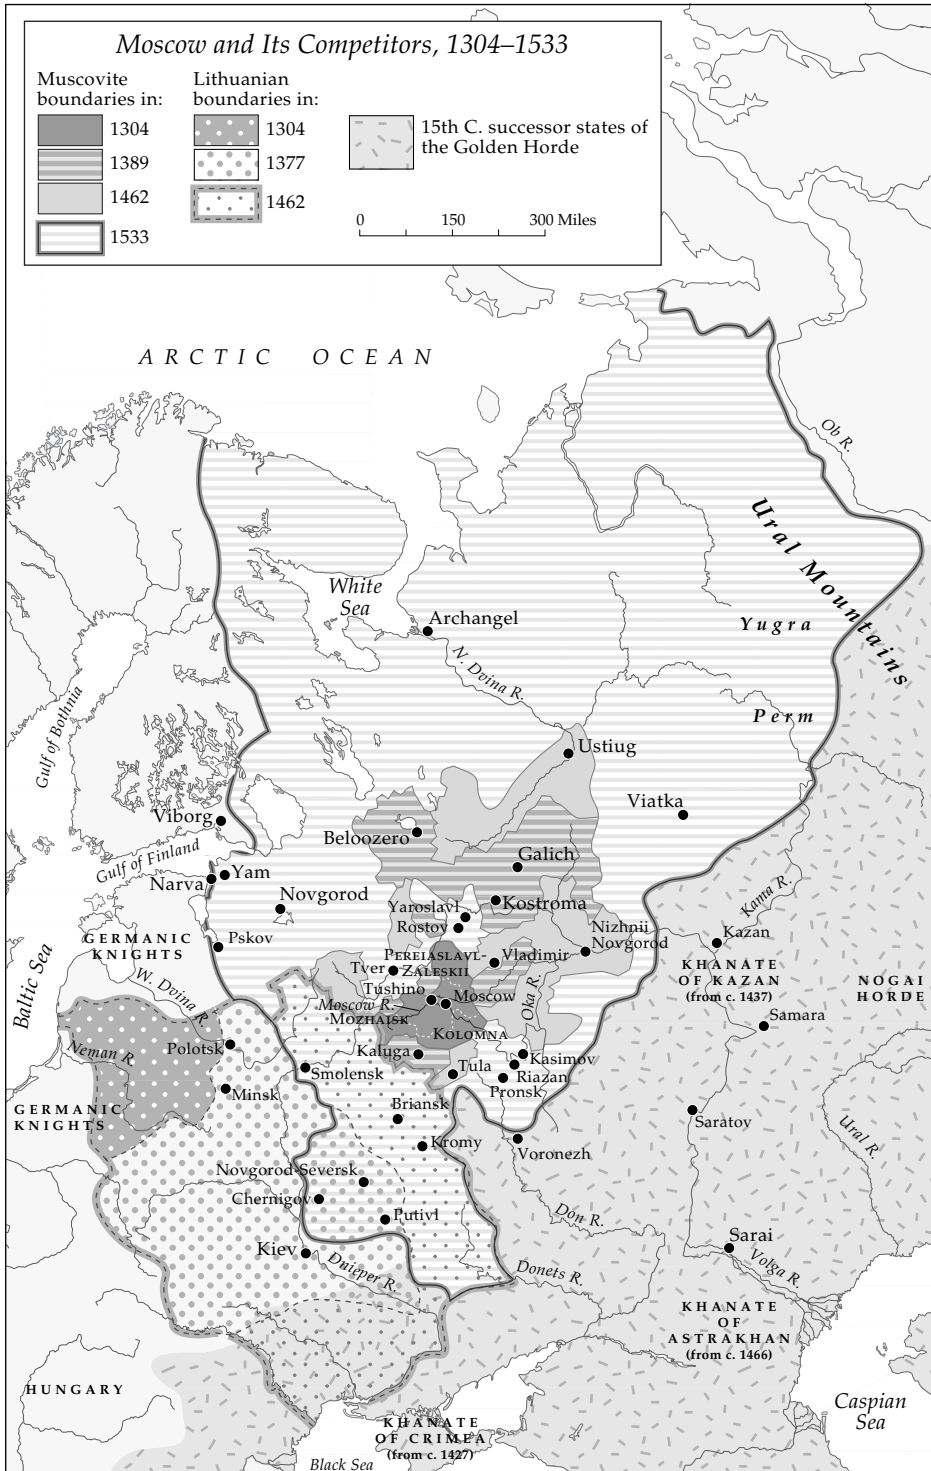 Moscow and Its Competitors, 1304–1533
Muscovite
boundaries in:
1304
1389
1462
1533
Lithuanian
boundaries in:
1304
1377
1462
15th C. successor states of
the Golden Horde
0 150 300 Miles
ARCTIC OCEAN
Ob R.
Ural Mountains
White
Sea
Archangel
Yugra
N. Dvina R.
Gulf of Bothnia
Perm
Ustiug
Viatka
Viborg
Beloozero
Gulf of Finland
Galich
Narva
Yam
Kama R.
Novgorod
Yaroslavl
Kostroma
Rostov
Nizhnii
Novgorod
Pskov
Kazan
GERMANIC
KNIGHTS
PEREIASLAVL-
ZALESKII
Vladimir
Tver
KHANATE
OF KAZAN
(from c. 1437)
NOGAI
HORDE
Baltic Sea
W. Dvina R.
Tushino
Moscow
Oka R.
Moscow R.
MOZHAISK
Samara
KOLOMNA
Neman R.
Polotsk
Kaluga
Kasimov
Smolensk
Tula
Riazan
Pronsk
Minsk
GERMANIC
KNIGHTS
Briansk
Saratov
Ural R.
Kromy
Voronezh
Novgorod-Seversk
Chernigov
Putivl
Don R.
Kiev
Sarai
Dnieper R.
Donets R.
Volga R.
KHANATE
OF
ASTRAKHAN
(from c. 1466)
HUNGARY
Caspian
Sea
KHANATE
OF CRIMEA
(from c. 1427)
Black Sea